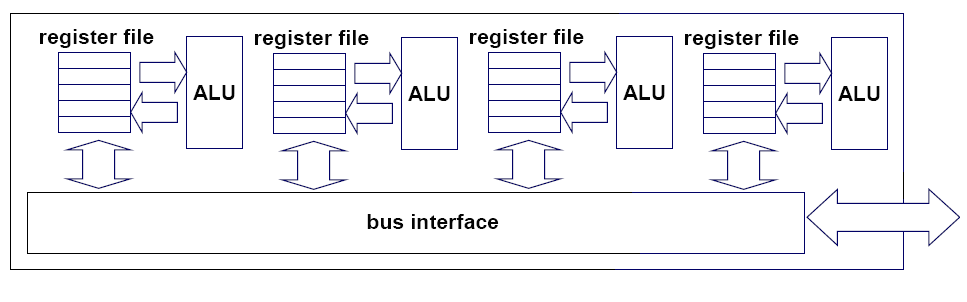 register file
register file
register file
register file
ALU
ALU
ALU
ALU
bus interface